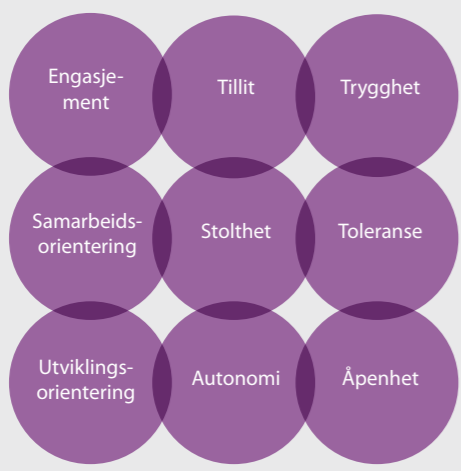 Engasje-
ment
Tillit
Trygghet
Samarbeids-
orientering
Stolthet
Toleranse
Utviklings-
orientering
Autonomi
Åpenhet